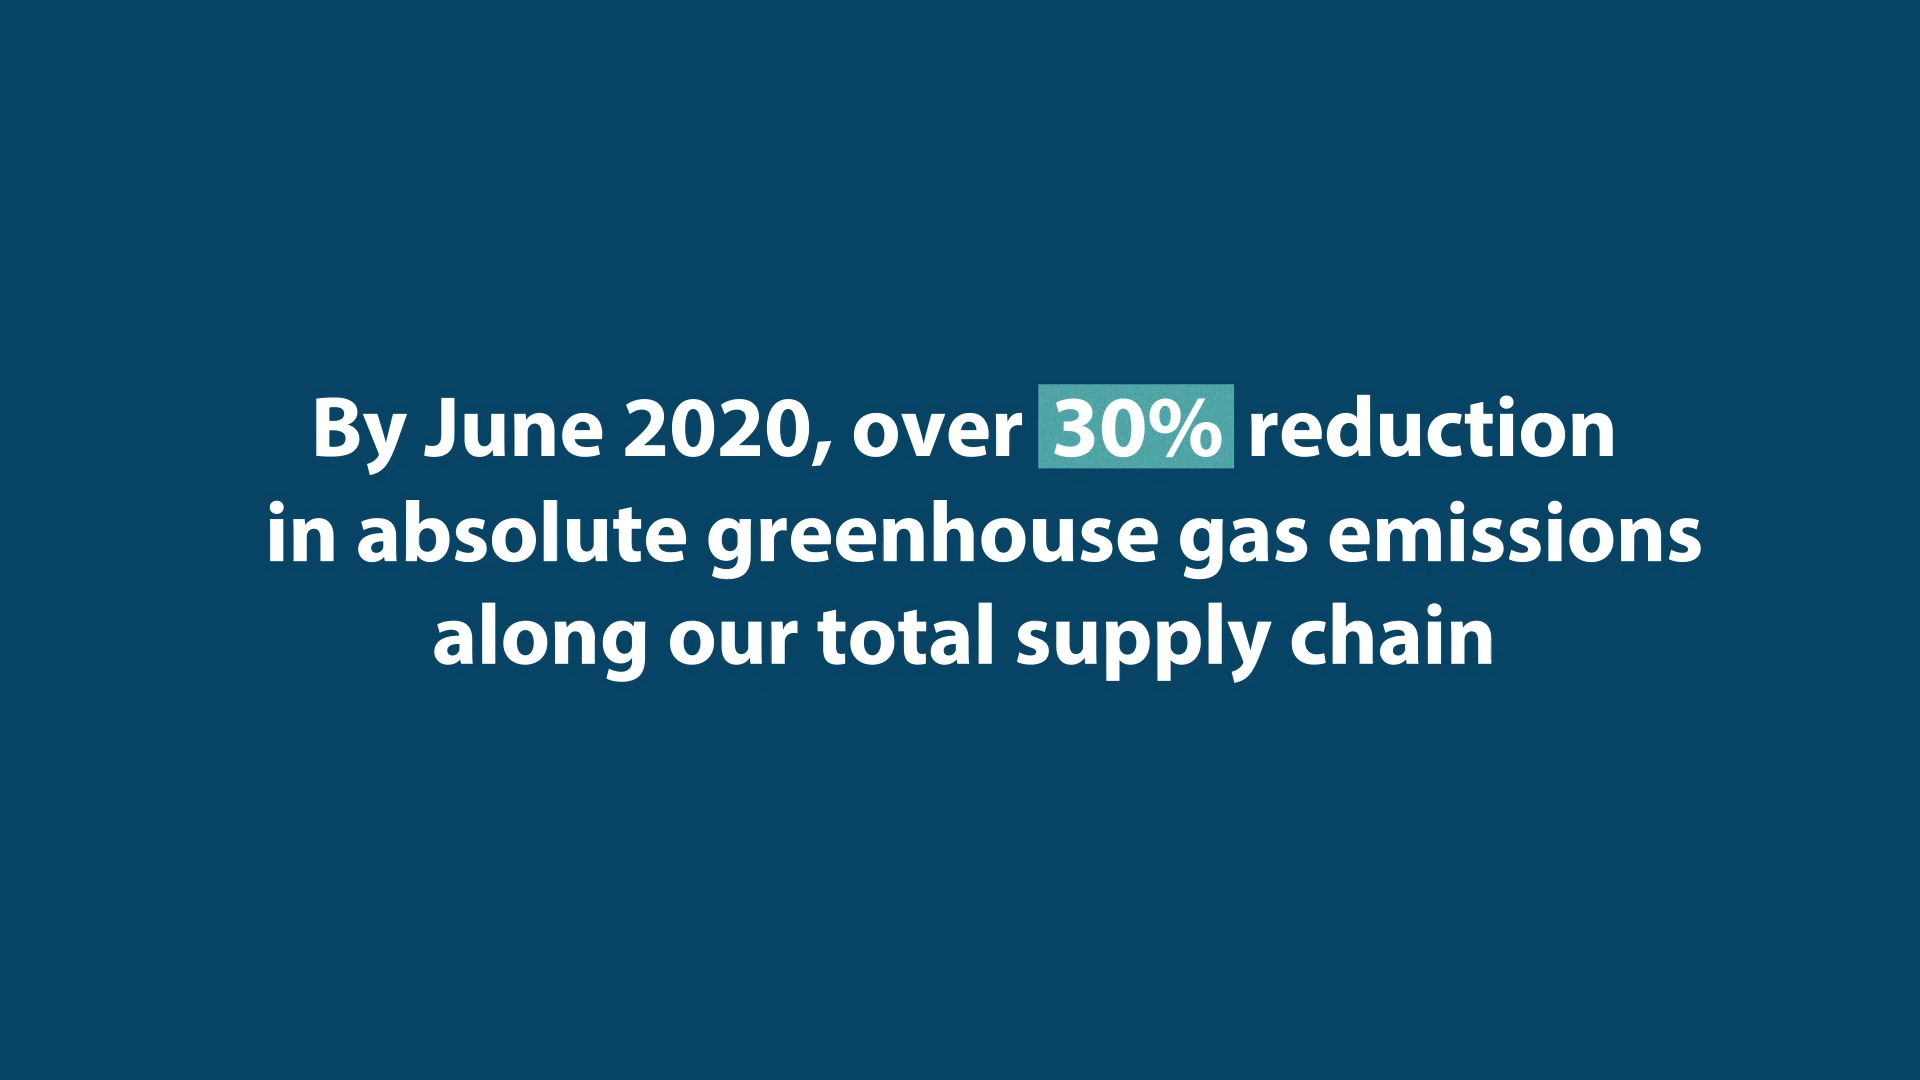 By June 2020, over 30% reduction
in absolute greenhouse gas emissions
along our total supply chain